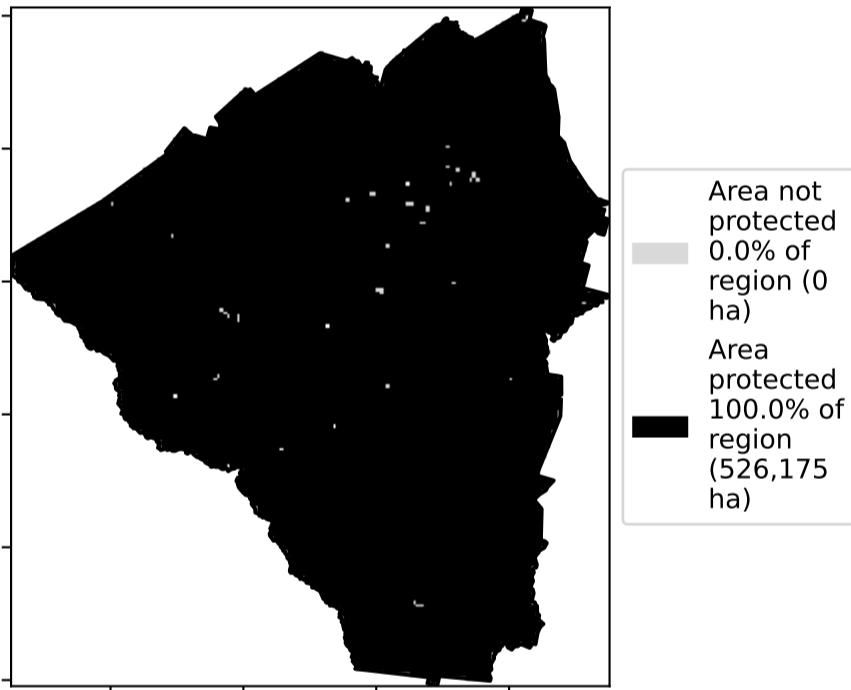 Area not
protected
0.0% of
region (0
ha)
Area
protected
100.0% of
region
(526,175
ha)